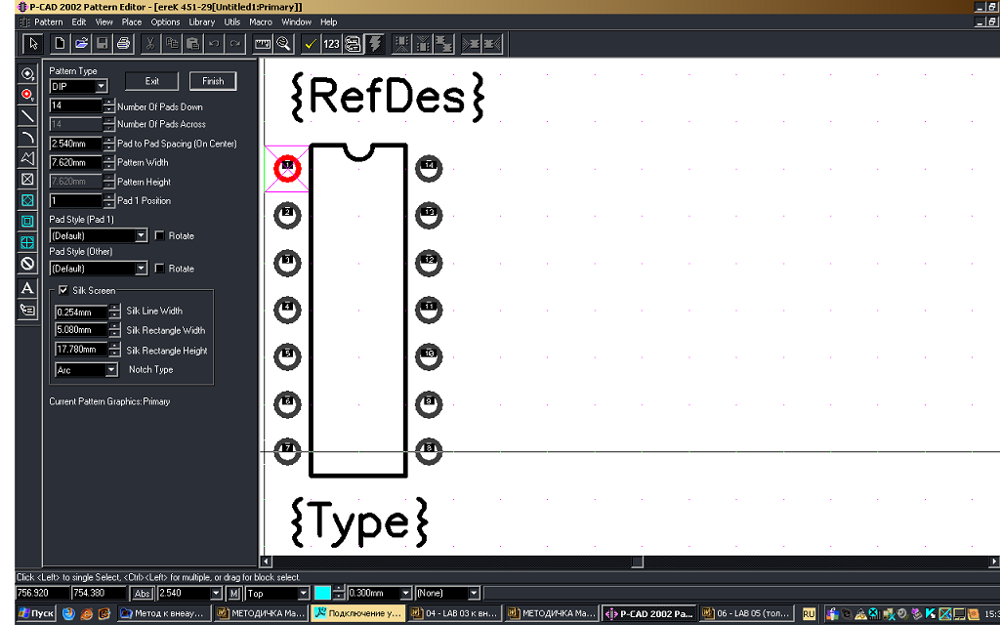 P-CAD 2002 Pattern Editor - [ereK 451-29[Untitled1:Primary]]
Pattern Edit View Place Options Library Utils Macro Window Help
123
Pattern Type
DIP Exit Finish
14 Number Of Pads Down
14 Number Of Pads Across
2.540mm Pad to Pad Spacing (On Center)
7.620mm Pattern Width
7.620mm Pattern Height
1 Pad 1 Position
Pad Style (Pad 1)
(Default) Rotate
Pad Style (Other)
(Default) Rotate
Silk Screen
0.254mm Silk Line Width
5.080mm Silk Rectangle Width
17.780mm Silk Rectangle Height
Arc Notch Type
Current Pattern Graphics: Primary
{RefDes}
1 14
2 13
3 12
4 11
5 10
6 9
7 8
{Type}
Click <Left> to single Select, <Ctrl><Left> for multiple, or drag for block select.
756.920 754.380 Abs 2.540 M Top 0.300mm (None)
Пуск Метод к внеау... МЕТОДИЧКА Ма... Подключение у... 04 - LAB 03 к вн... МЕТОДИЧКА Ма... P-CAD 2002 Pa... 06 - LAB 05 (топ... RU